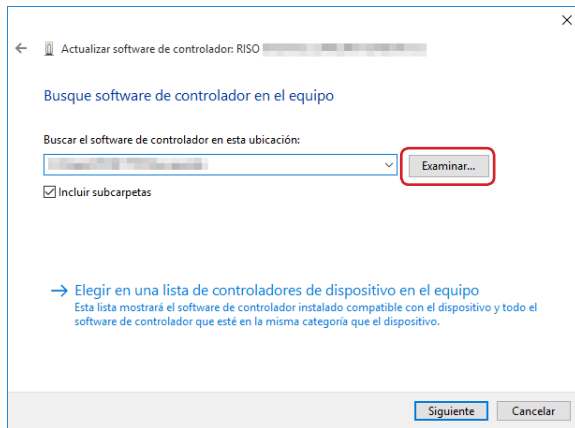 Actualizar software de controlador: RISO
Busque software de controlador en el equipo
Buscar el software de controlador en esta ubicación:
Examinar...
Incluir subcarpetas
Elegir en una lista de controladores de dispositivo en el equipo
Esta lista mostrará el software de controlador instalado compatible con el dispositivo y todo el
software de controlador que esté en la misma categoría que el dispositivo.
Siguiente Cancelar